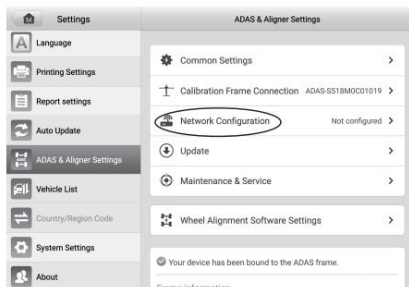 Settings
ADAS & Aligner Settings
Language
Printing Settings
Report settings
Auto Update
ADAS & Aligner Settings
Vehicle List
Country/Region Code
System Settings
About
Common Settings
Calibration Frame Connection ADAS-S518M0C01019
Network Configuration Not configured
Update
Maintenance & Service
Wheel Alignment Software Settings
Your device has been bound to the ADAS frame.
Frame information